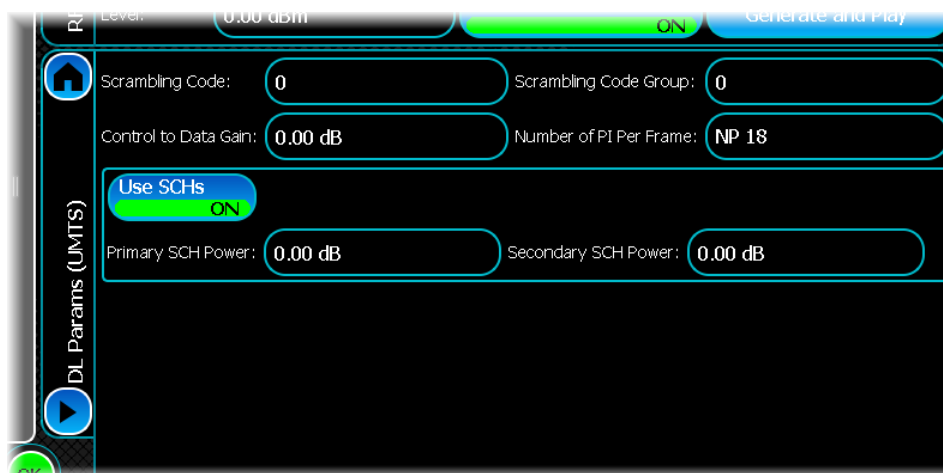 RF
Level: 0.00 dBm
ON
Generate and Play
Scrambling Code: 0 Scrambling Code Group: 0
Control to Data Gain: 0.00 dB Number of PI Per Frame: NP 18
Use SCHs
ON
Primary SCH Power: 0.00 dB Secondary SCH Power: 0.00 dB
DL Params (UMTS)
OK